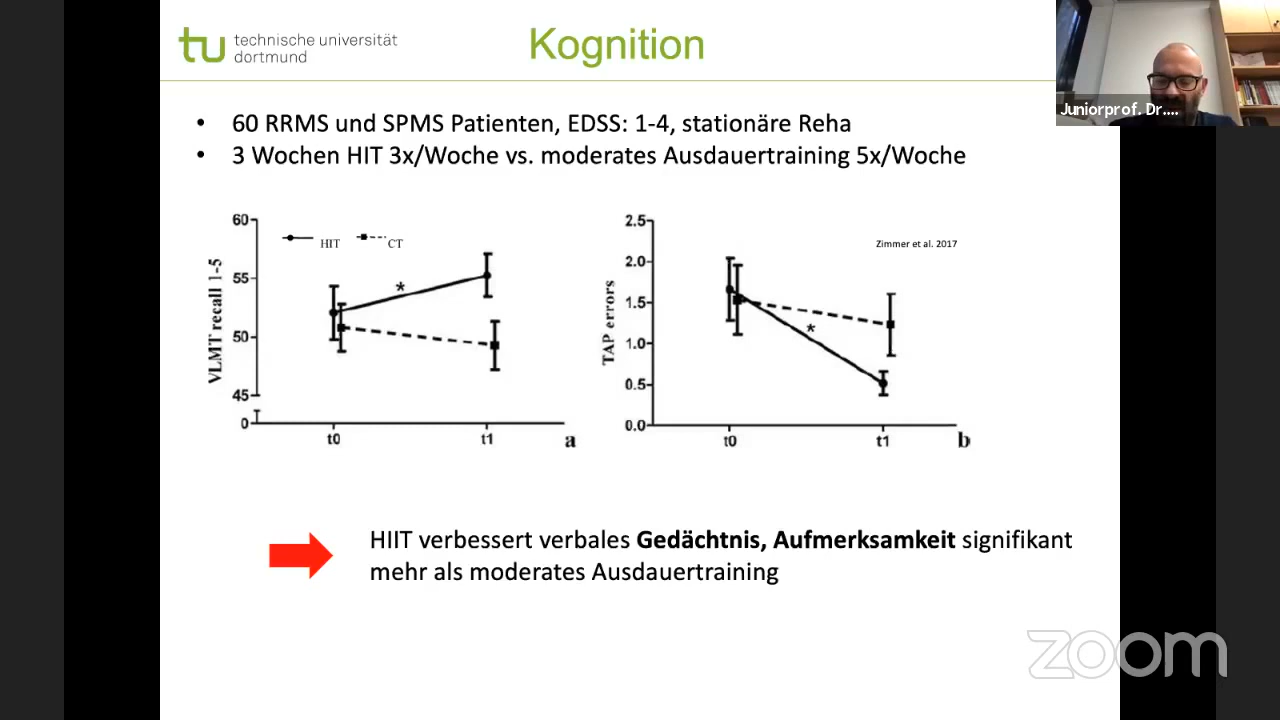 technische universität
dortmund
Kognition
Juniorprof. Dr....
• 60 RRMS und SPMS Patienten, EDSS: 1-4, stationäre Reha
• 3 Wochen HIT 3x/Woche vs. moderates Ausdauertraining 5x/Woche
60
55
50
45
0
VLMT recall 1-5
HIT
CT
*
t0
t1
a
2.5
2.0
1.5
1.0
0.5
0.0
TAP errors
Zimmer et al. 2017
*
t0
t1
b
HIIT verbessert verbales Gedächtnis, Aufmerksamkeit signifikant
mehr als moderates Ausdauertraining
zoom